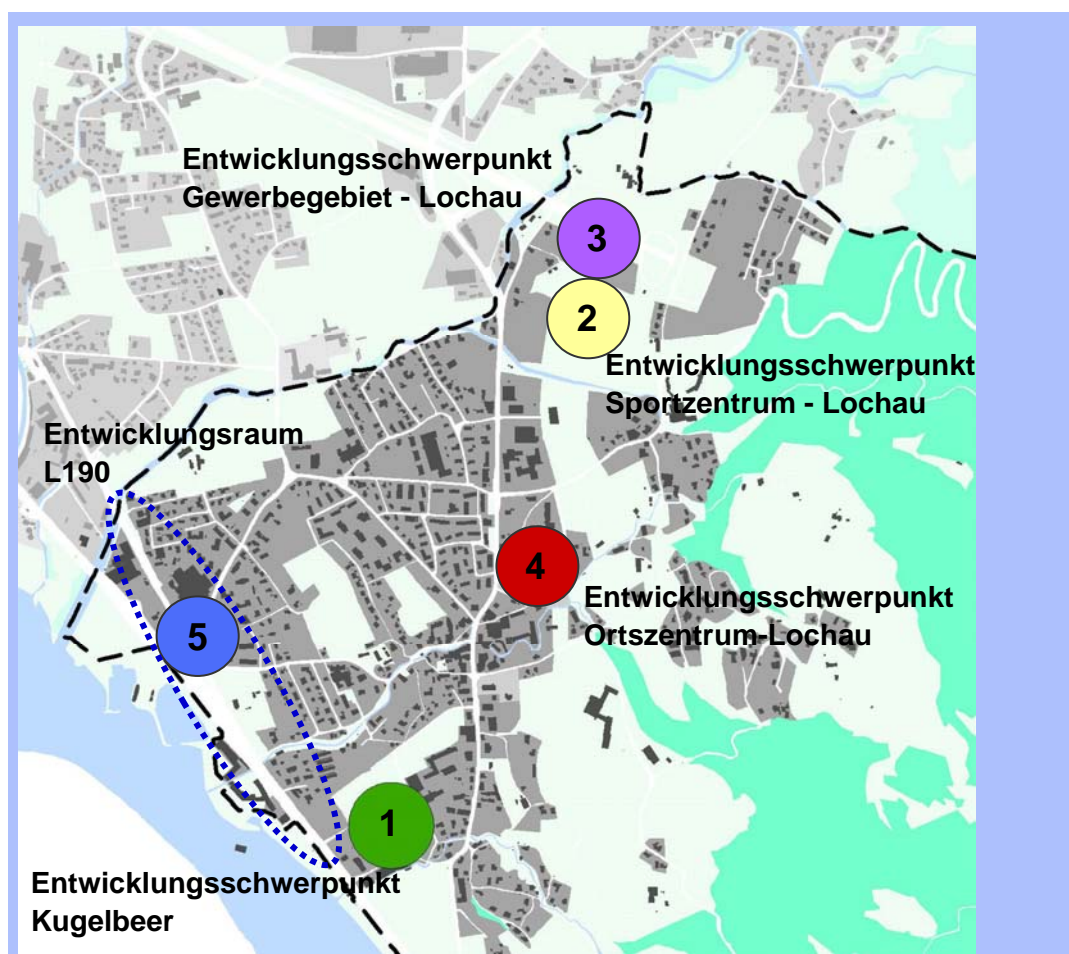 Entwicklungsschwerpunkt
Gewerbegebiet - Lochau
3
2
Entwicklungsschwerpunkt
Sportzentrum - Lochau
Entwicklungsraum
L190
4
Entwicklungsschwerpunkt
Ortszentrum-Lochau
5
1
Entwicklungsschwerpunkt
Kugelbeer